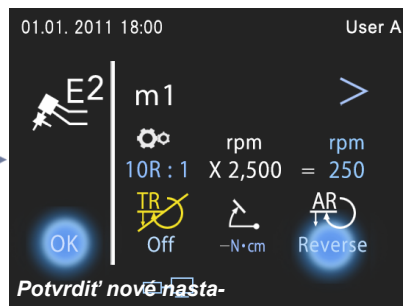 01.01. 2011 18:00 User A
E2
m1 >
rpm rpm
10R : 1 X 2,500 = 250
TR AR
OK Off –N·cm Reverse
Potvrdiť nové nasta-